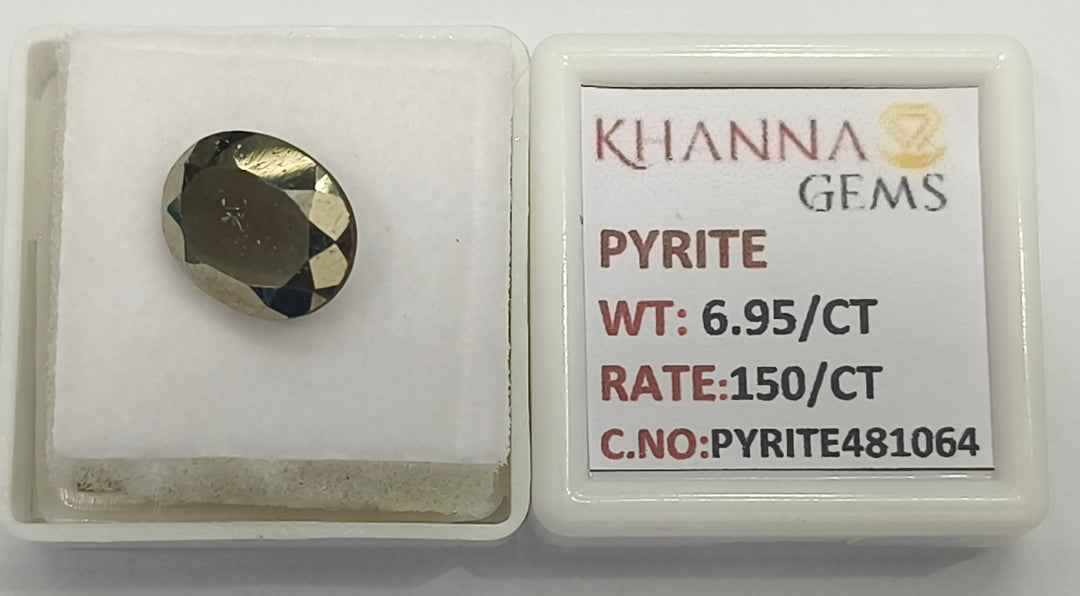 KHANNA
GEMS
PYRITE
WT: 6.95/CT
RATE:150/CT
C.NO:PYRITE481064